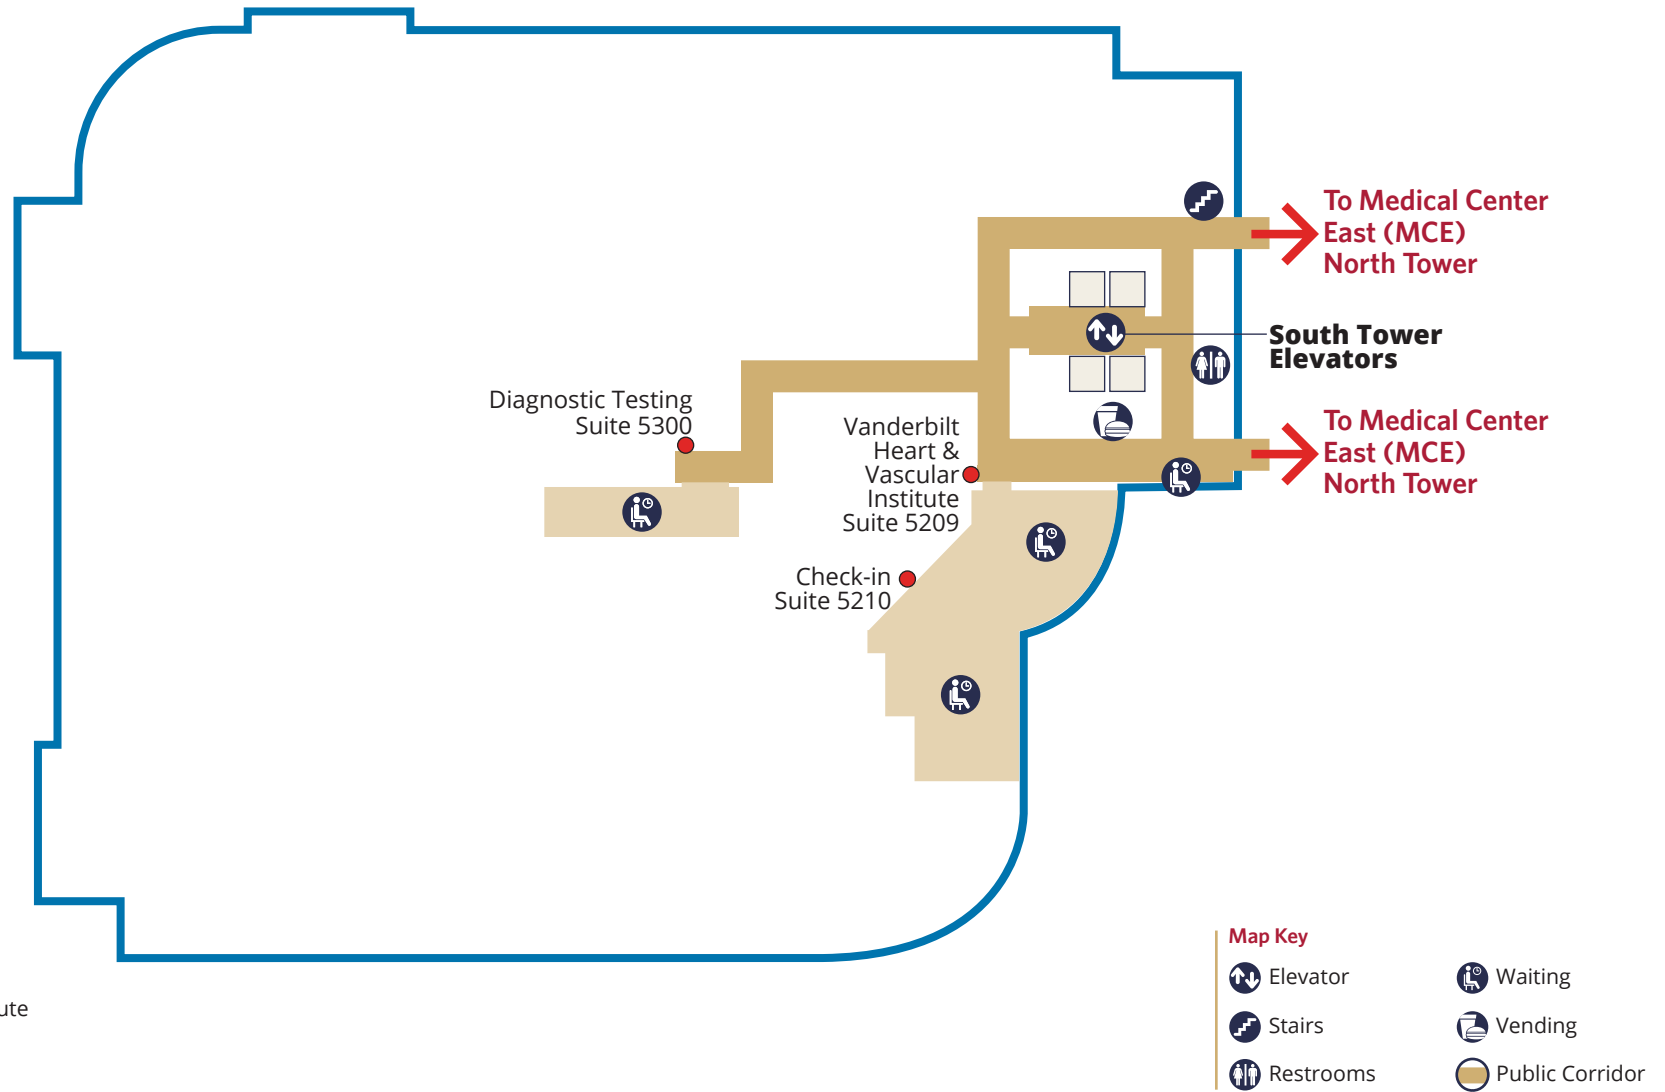 To Medical Center
East (MCE)
North Tower
South Tower
Elevators
Diagnostic Testing
Suite 5300
Vanderbilt
Heart &
Vascular
Institute
Suite 5209
To Medical Center
East (MCE)
North Tower
Check-in
Suite 5210
Map Key
Elevator
Waiting
Stairs
Vending
Restrooms
Public Corridor
ute